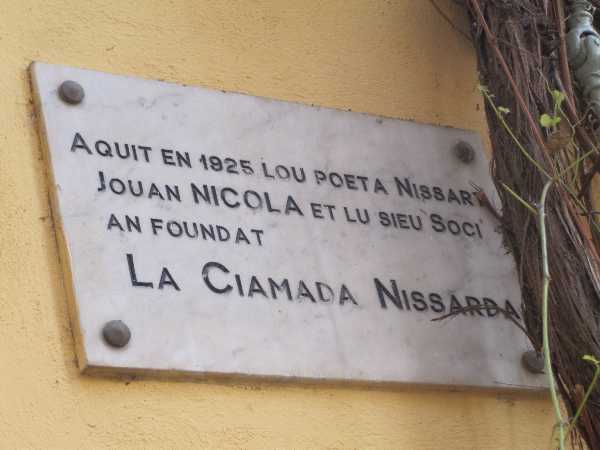 AQUIT EN 1925 LOU POETA NISSART
JOUAN NICOLA ET LU SIEU SOCI
AN FOUNDAT
LA CIAMADA NISSARDA